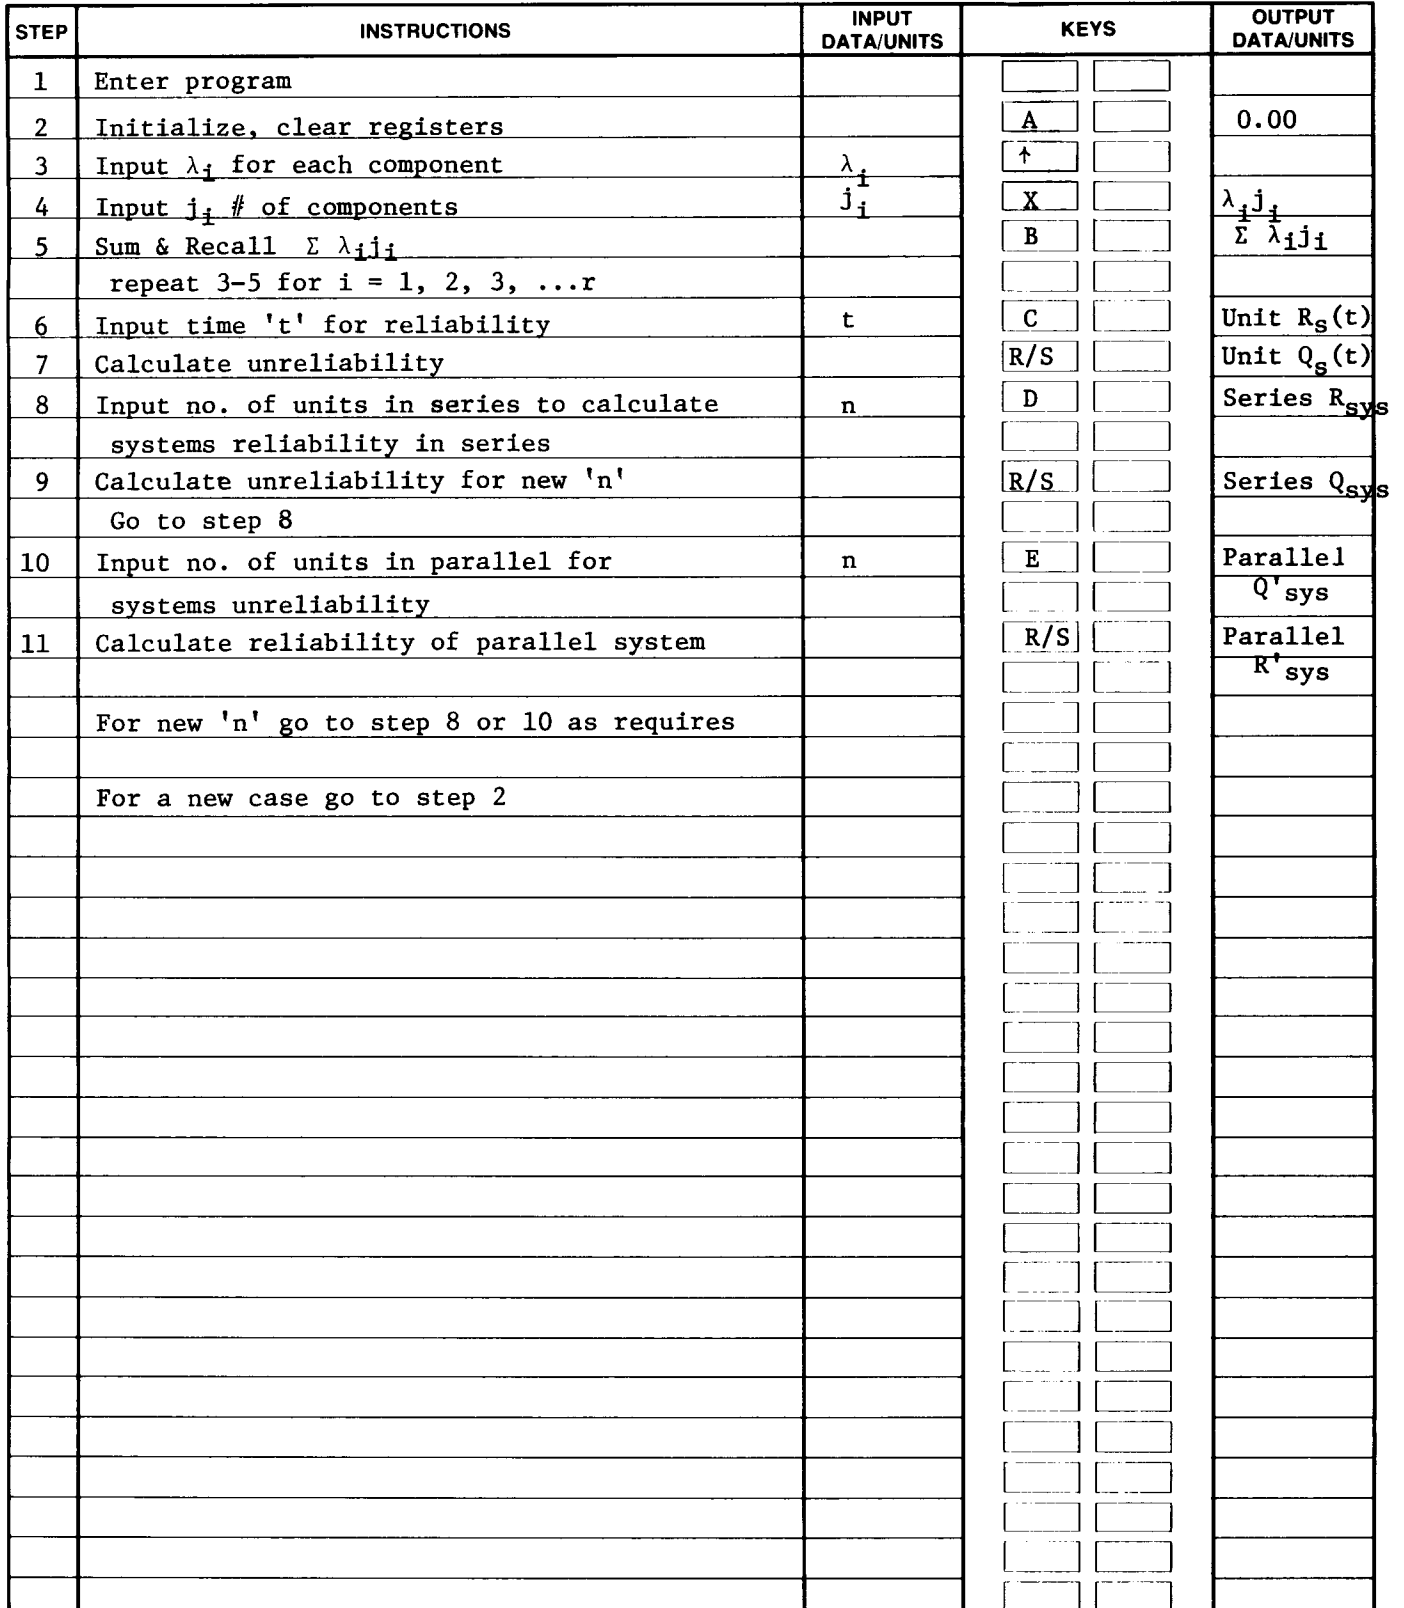 STEP INSTRUCTIONS INPUT DATA/UNITS KEYS OUTPUT DATA/UNITS
1 Enter program
2 Initialize, clear registers A 0.00
3 Input λi for each component λi ↑
4 Input ji # of components ji X λiji
5 Sum & Recall Σ λiji B Σ λiji
repeat 3-5 for i = 1, 2, 3, ...r
6 Input time 't' for reliability t C Unit Rs(t)
7 Calculate unreliability R/S Unit Qs(t)
8 Input no. of units in series to calculate n D Series Rsys
systems reliability in series
9 Calculate unreliability for new 'n' R/S Series Qsys
Go to step 8
10 Input no. of units in parallel for n E Parallel
systems unreliability Q'sys
11 Calculate reliability of parallel system R/S Parallel
R'sys
For new 'n' go to step 8 or 10 as requires
For a new case go to step 2